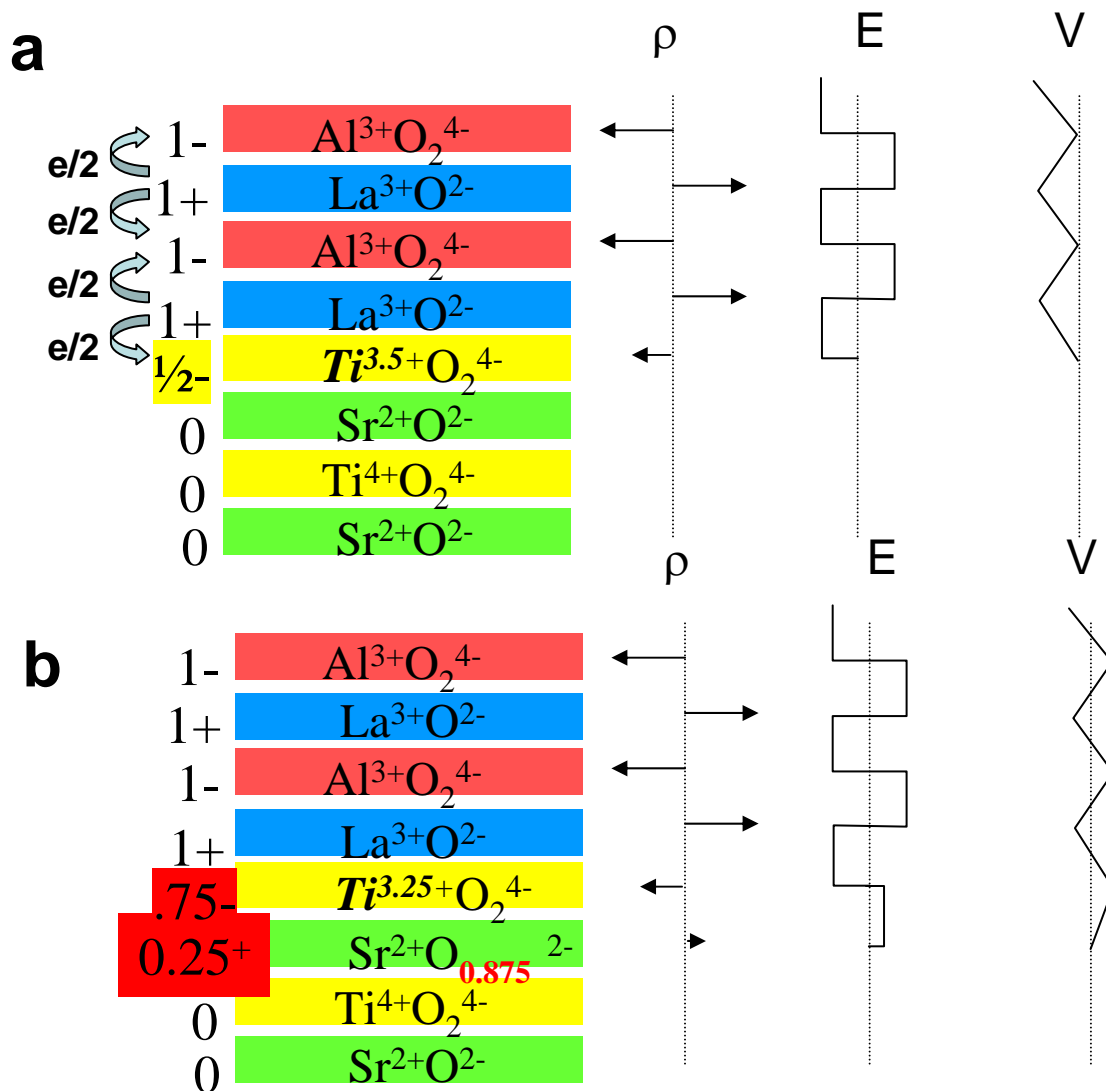 a
ρ E V
1- Al³⁺O₂⁴⁻
e/2
1+ La³⁺O²⁻
e/2
1- Al³⁺O₂⁴⁻
e/2
1+ La³⁺O²⁻
e/2
½- Ti³·⁵⁺O₂⁴⁻
0 Sr²⁺O²⁻
0 Ti⁴⁺O₂⁴⁻
0 Sr²⁺O²⁻
ρ E V
b
1- Al³⁺O₂⁴⁻
1+ La³⁺O²⁻
1- Al³⁺O₂⁴⁻
1+ La³⁺O²⁻
.75- Ti³·²⁵⁺O₂⁴⁻
0.25⁺ Sr²⁺O₀.₈₇₅²⁻
0 Ti⁴⁺O₂⁴⁻
0 Sr²⁺O²⁻